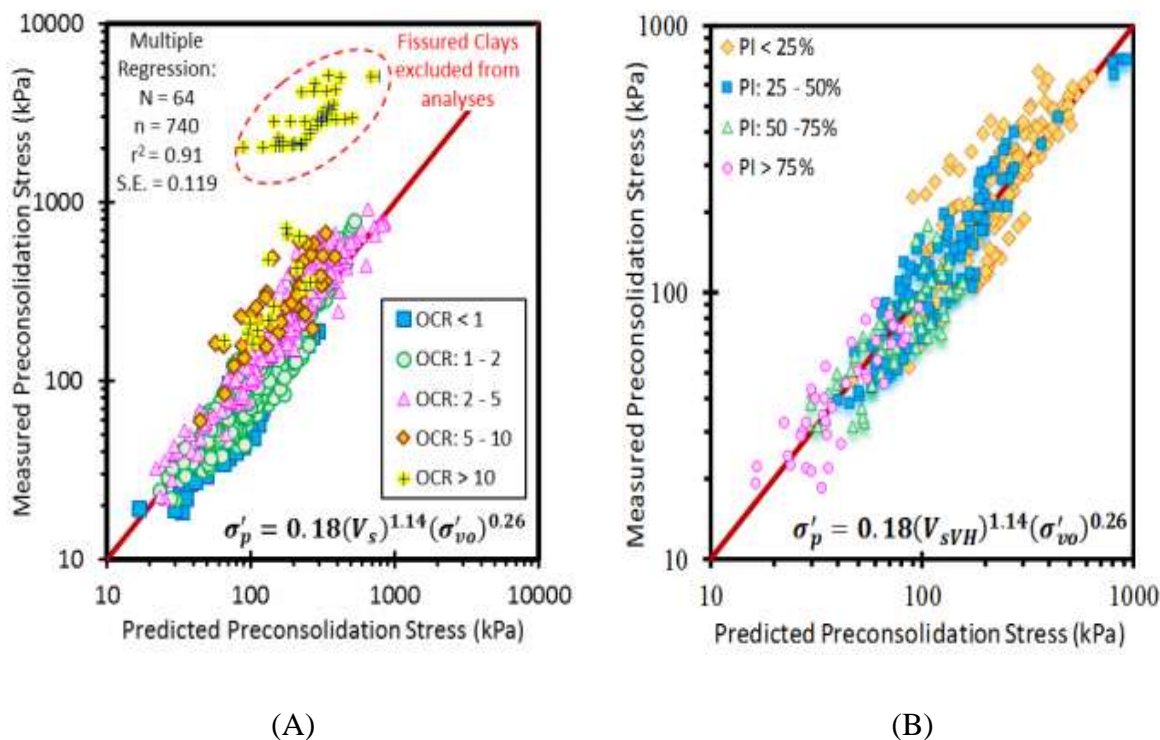 10000
1000
100
10
Measured Preconsolidation Stress (kPa)
Multiple
Regression:
N = 64
n = 740
r² = 0.91
S.E. = 0.119
Fissured Clays
excluded from
analyses
OCR < 1
OCR: 1 - 2
OCR: 2 - 5
OCR: 5 - 10
OCR > 10
σ′p = 0.18(Vs)^1.14(σ′vo)^0.26
10 100 1000 10000
Predicted Preconsolidation Stress (kPa)
(A)
1000
100
10
Measured Preconsolidation Stress (kPa)
PI < 25%
PI: 25 - 50%
PI: 50 -75%
PI > 75%
σ′p = 0.18(VsVH)^1.14(σ′vo)^0.26
10 100 1000
Predicted Preconsolidation Stress (kPa)
(B)